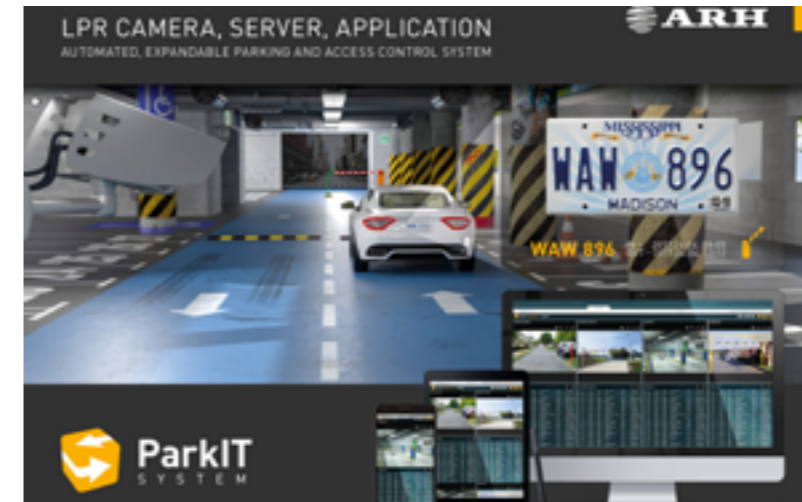 LPR CAMERA, SERVER, APPLICATION
AUTOMATED, EXPANDABLE PARKING AND ACCESS CONTROL SYSTEM
ARH
MISSISSIPPI
WAW 896
MADISON
WAW 896
ParkIT
SYSTEM